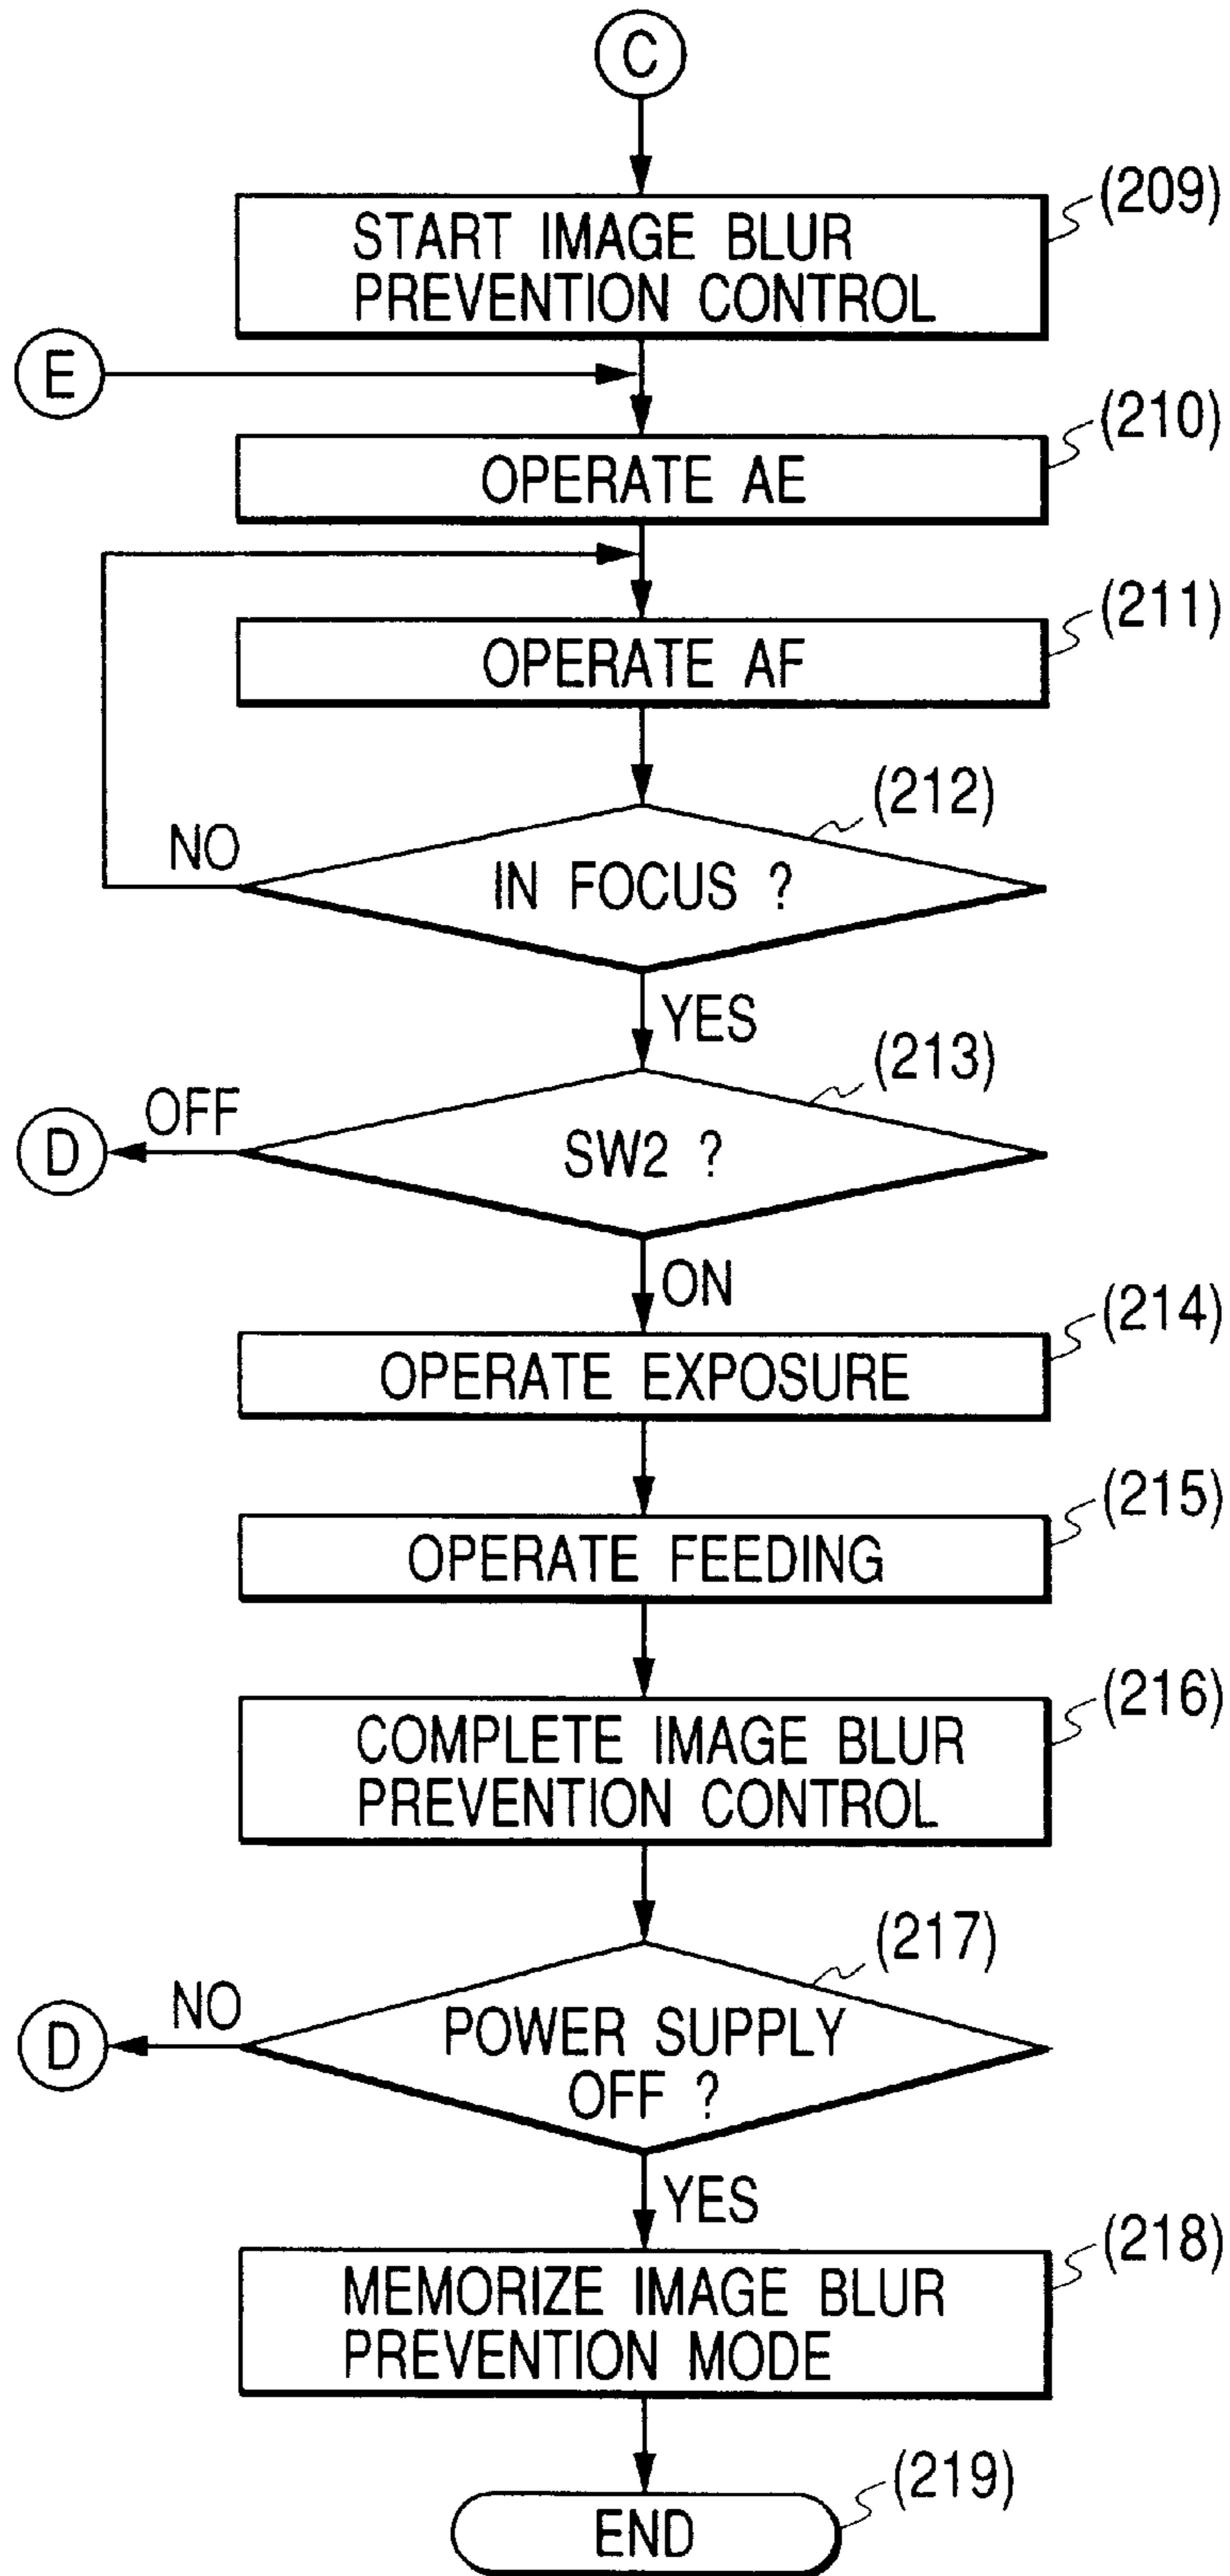 C
(209)
START IMAGE BLUR
PREVENTION CONTROL
E
(210)
OPERATE AE
(211)
OPERATE AF
(212)
NO
IN FOCUS ?
YES
(213)
OFF
D
SW2 ?
ON
(214)
OPERATE EXPOSURE
(215)
OPERATE FEEDING
(216)
COMPLETE IMAGE BLUR
PREVENTION CONTROL
(217)
NO
D
POWER SUPPLY
OFF ?
YES
(218)
MEMORIZE IMAGE BLUR
PREVENTION MODE
(219)
END